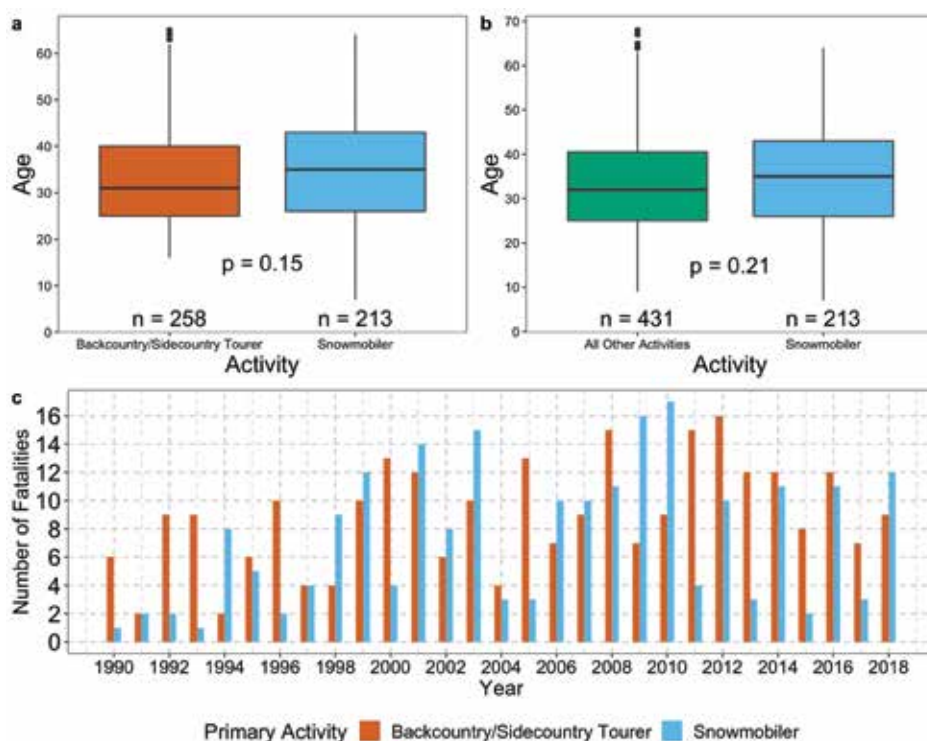 a
60
50
40
30
20
10
0
Age
p = 0.15
n = 258
n = 213
Backcountry/Sidecountry Tourer
Snowmobiler
Activity
b
70
60
50
40
30
20
10
0
Age
p = 0.21
n = 431
n = 213
All Other Activities
Snowmobiler
Activity
c
16
14
12
10
8
6
4
2
0
Number of Fatalities
1990 1992 1994 1996 1998 2000 2002 2004 2006 2008 2010 2012 2014 2016 2018
Year
Primary Activity Backcountry/Sidecountry Tourer Snowmobiler